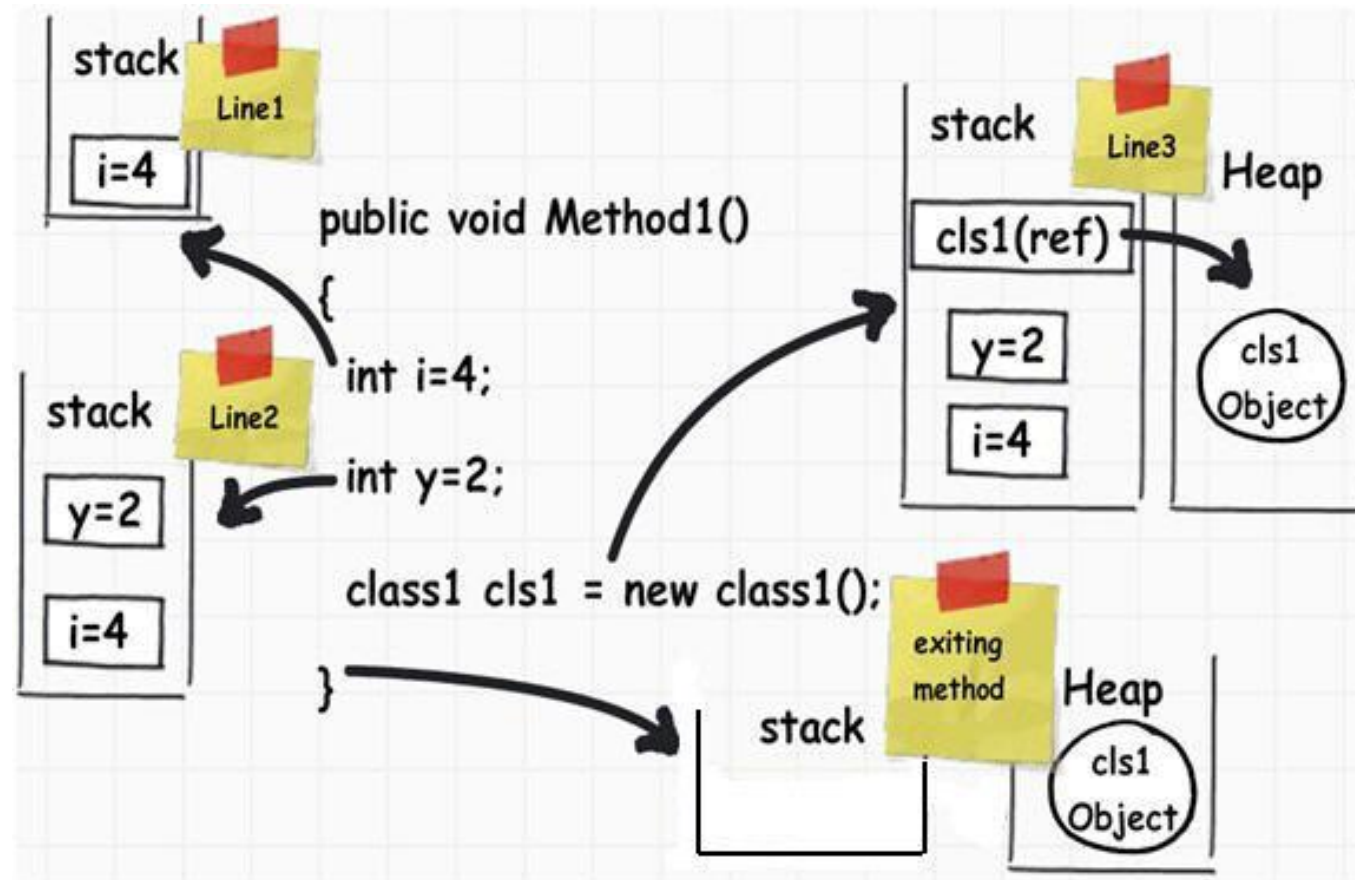 stack
Line1
i=4
public void Method1()
{
int i=4;
int y=2;
class1 cls1 = new class1();
}
stack
Line2
y=2
i=4
stack
Line3
Heap
cls1(ref)
y=2
i=4
cls1
Object
exiting
method
stack
Heap
cls1
Object